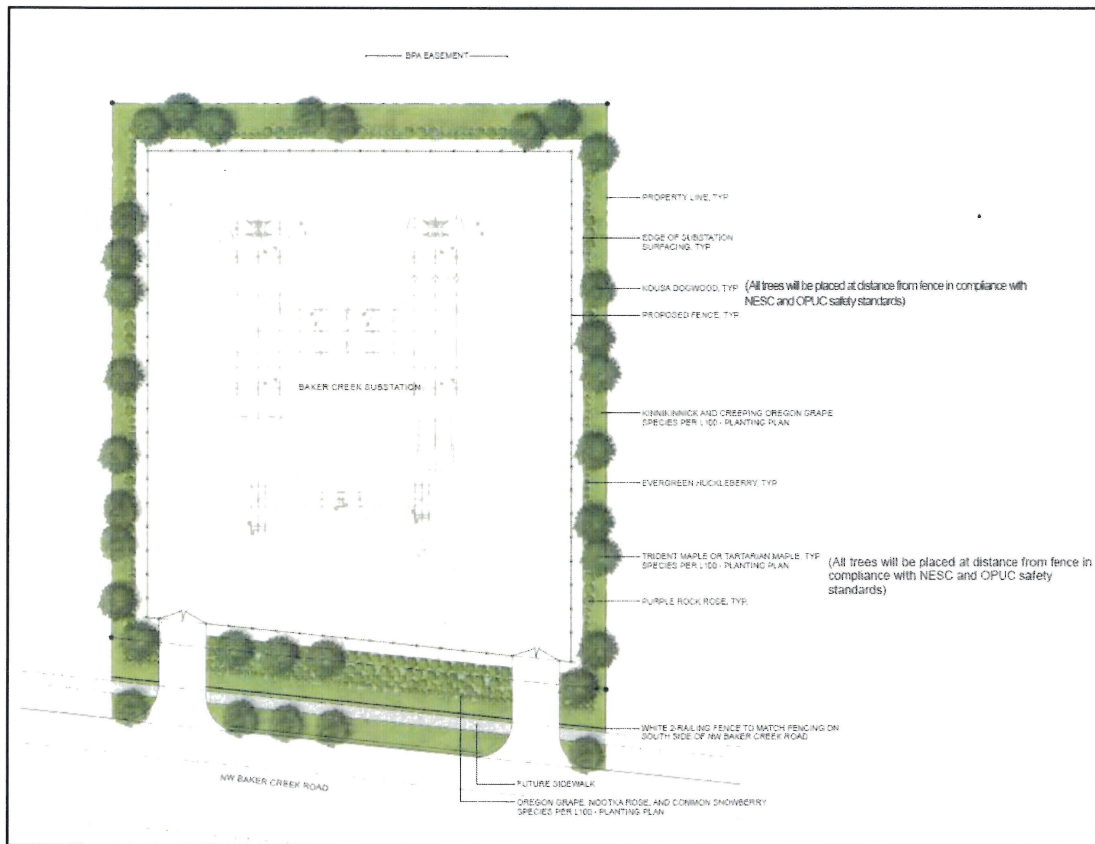 BPA EASEMENT
PROPERTY LINE, TYP
EDGE OF SUBSTATION
SURFACING, TYP
KOUSA DOGWOOD, TYP (All trees will be placed at distance from fence in compliance with
NESC and OPUC safety standards)
PROPOSED FENCE, TYP
BAKER CREEK SUBSTATION
KINNIKINNICK AND CREEPING OREGON GRAPE
SPECIES PER L100 - PLANTING PLAN
EVERGREEN HUCKLEBERRY, TYP
TRIDENT MAPLE OR TARTARIAN MAPLE, TYP
SPECIES PER L100 - PLANTING PLAN
(All trees will be placed at distance from fence in
compliance with NESC and OPUC safety
standards)
PURPLE ROCK ROSE, TYP.
WHITE 2-RAILING FENCE TO MATCH FENCING ON
SOUTH SIDE OF NW BAKER CREEK ROAD
NW BAKER CREEK ROAD
FUTURE SIDEWALK
OREGON GRAPE, NOOTKA ROSE, AND COMMON SNOWBERRY
SPECIES PER L100 - PLANTING PLAN